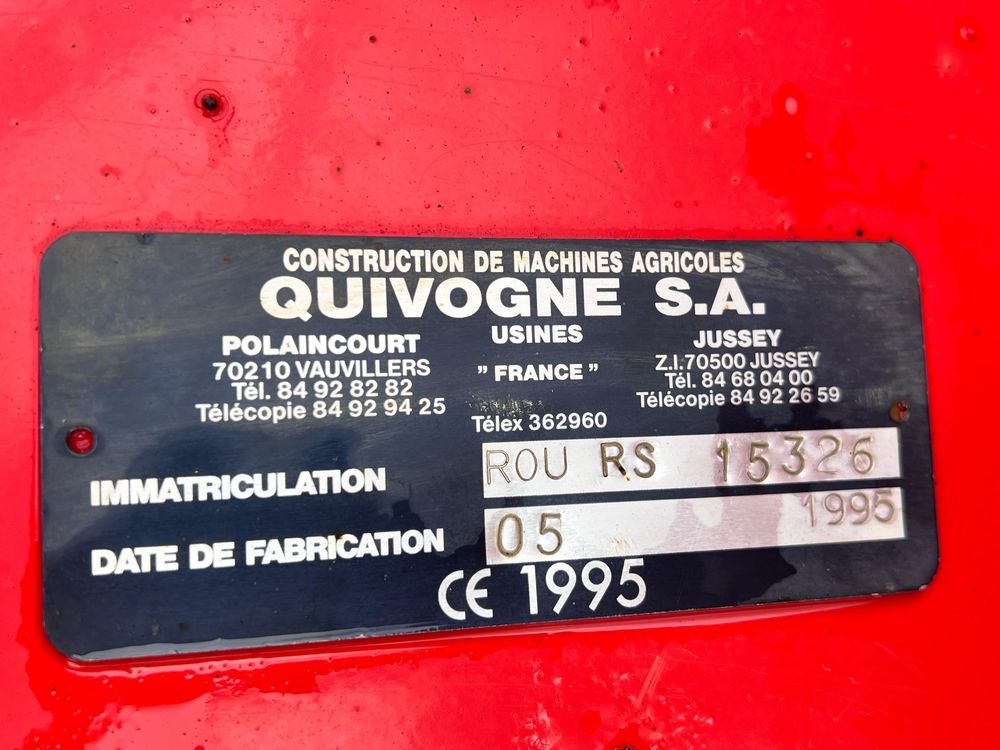 CONSTRUCTION DE MACHINES AGRICOLES
QUIVOGNE S.A.
POLAINCOURT USINES JUSSEY
70210 VAUVILLERS " FRANCE " Z.I.70500 JUSSEY
Tél. 84 92 82 82 Tél. 84 68 04 00
Télécopie 84 92 94 25 Télécopie 84 92 26 59
Télex 362960
IMMATRICULATION ROU RS 15326
DATE DE FABRICATION 05 1995
CE 1995